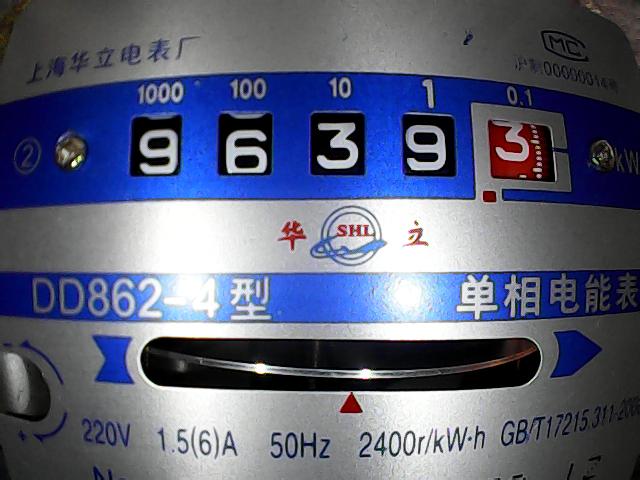 上海华立电表厂
MC
沪制00000014号
1000 100 10 1 0.1
② 9 6 3 9 3 kW
华 SHL 立
DD862-4型 单相电能表
220V 1.5(6)A 50Hz 2400r/kW·h GB/T17215.311-2008